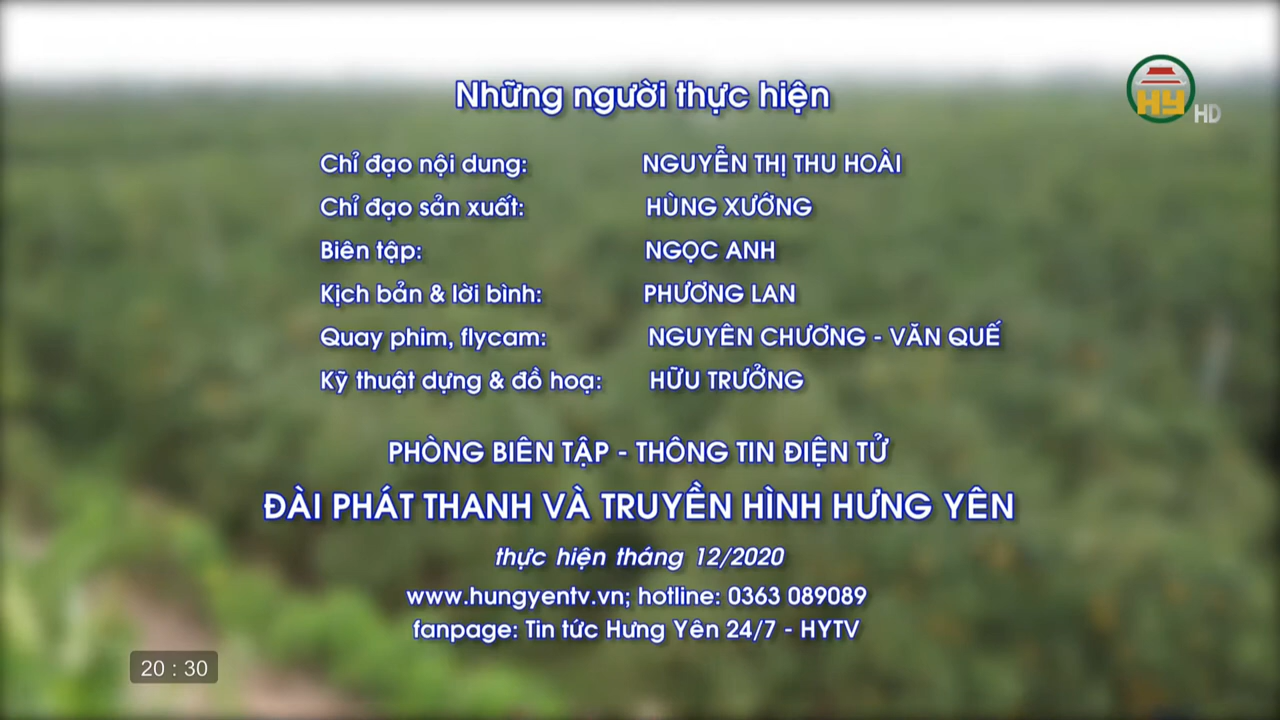 HY HD
Những người thực hiện
Chỉ đạo nội dung: NGUYỄN THỊ THU HOÀI
Chỉ đạo sản xuất: HÙNG XƯỚNG
Biên tập: NGỌC ANH
Kịch bản & lời bình: PHƯƠNG LAN
Quay phim, flycam: NGUYÊN CHƯƠNG - VĂN QUẾ
Kỹ thuật dựng & đồ hoạ: HỮU TRƯỞNG
PHÒNG BIÊN TẬP - THÔNG TIN ĐIỆN TỬ
ĐÀI PHÁT THANH VÀ TRUYỀN HÌNH HƯNG YÊN
thực hiện tháng 12/2020
www.hungyentv.vn; hotline: 0363 089089
fanpage: Tin tức Hưng Yên 24/7 - HYTV
20 : 30